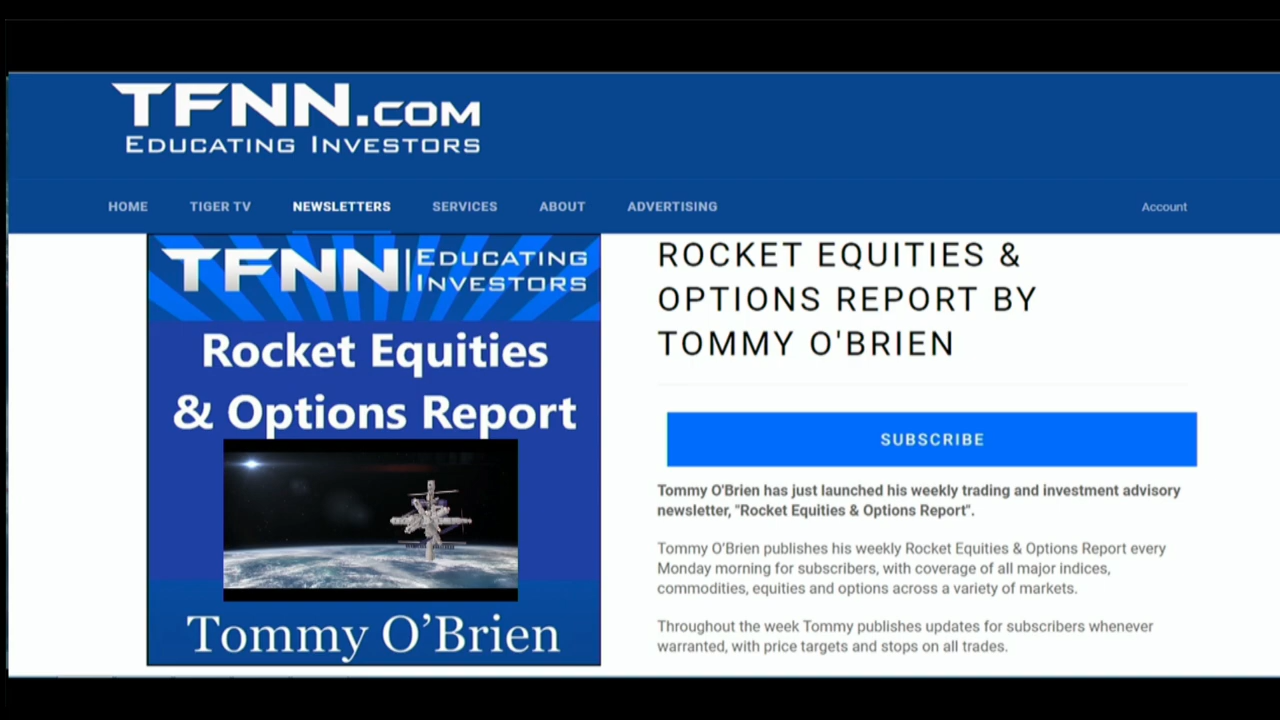 TFNN.COM
EDUCATING INVESTORS
HOME TIGER TV NEWSLETTERS SERVICES ABOUT ADVERTISING Account
TFNN EDUCATING
INVESTORS
Rocket Equities
& Options Report
Tommy O’Brien
ROCKET EQUITIES &
OPTIONS REPORT BY
TOMMY O'BRIEN
SUBSCRIBE
Tommy O'Brien has just launched his weekly trading and investment advisory
newsletter, "Rocket Equities & Options Report".
Tommy O’Brien publishes his weekly Rocket Equities & Options Report every
Monday morning for subscribers, with coverage of all major indices,
commodities, equities and options across a variety of markets.
Throughout the week Tommy publishes updates for subscribers whenever
warranted, with price targets and stops on all trades.